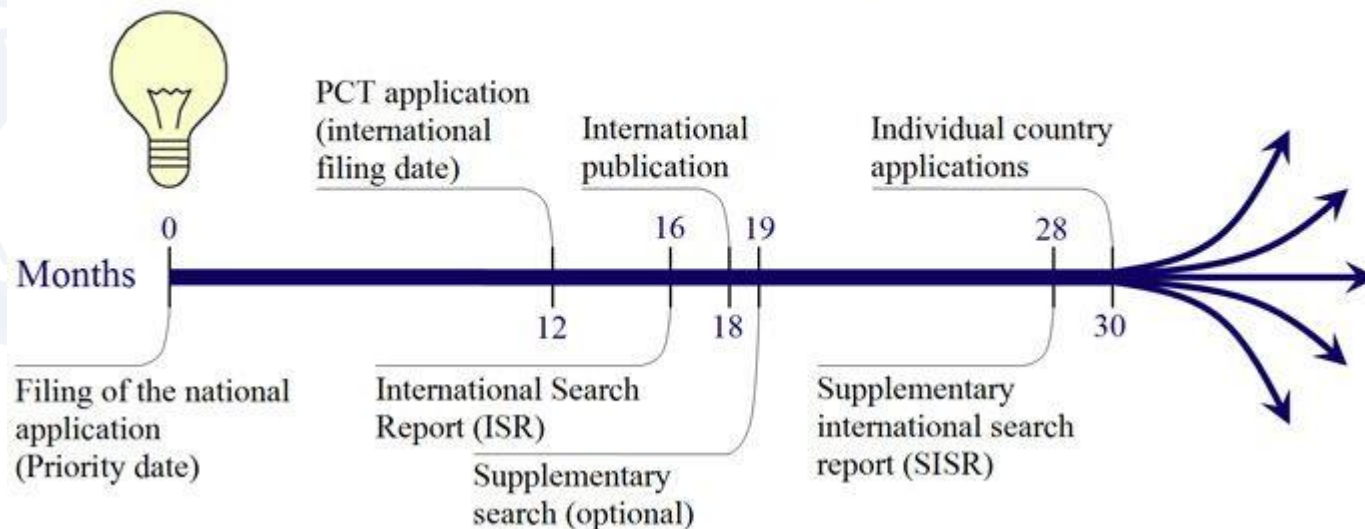 PCT application
(international
filing date)
International
publication
Individual country
applications
0
16
19
28
Months
12
18
30
Filing of the national
application
(Priority date)
International Search
Report (ISR)
Supplementary
search (optional)
Supplementary
international search
report (SISR)